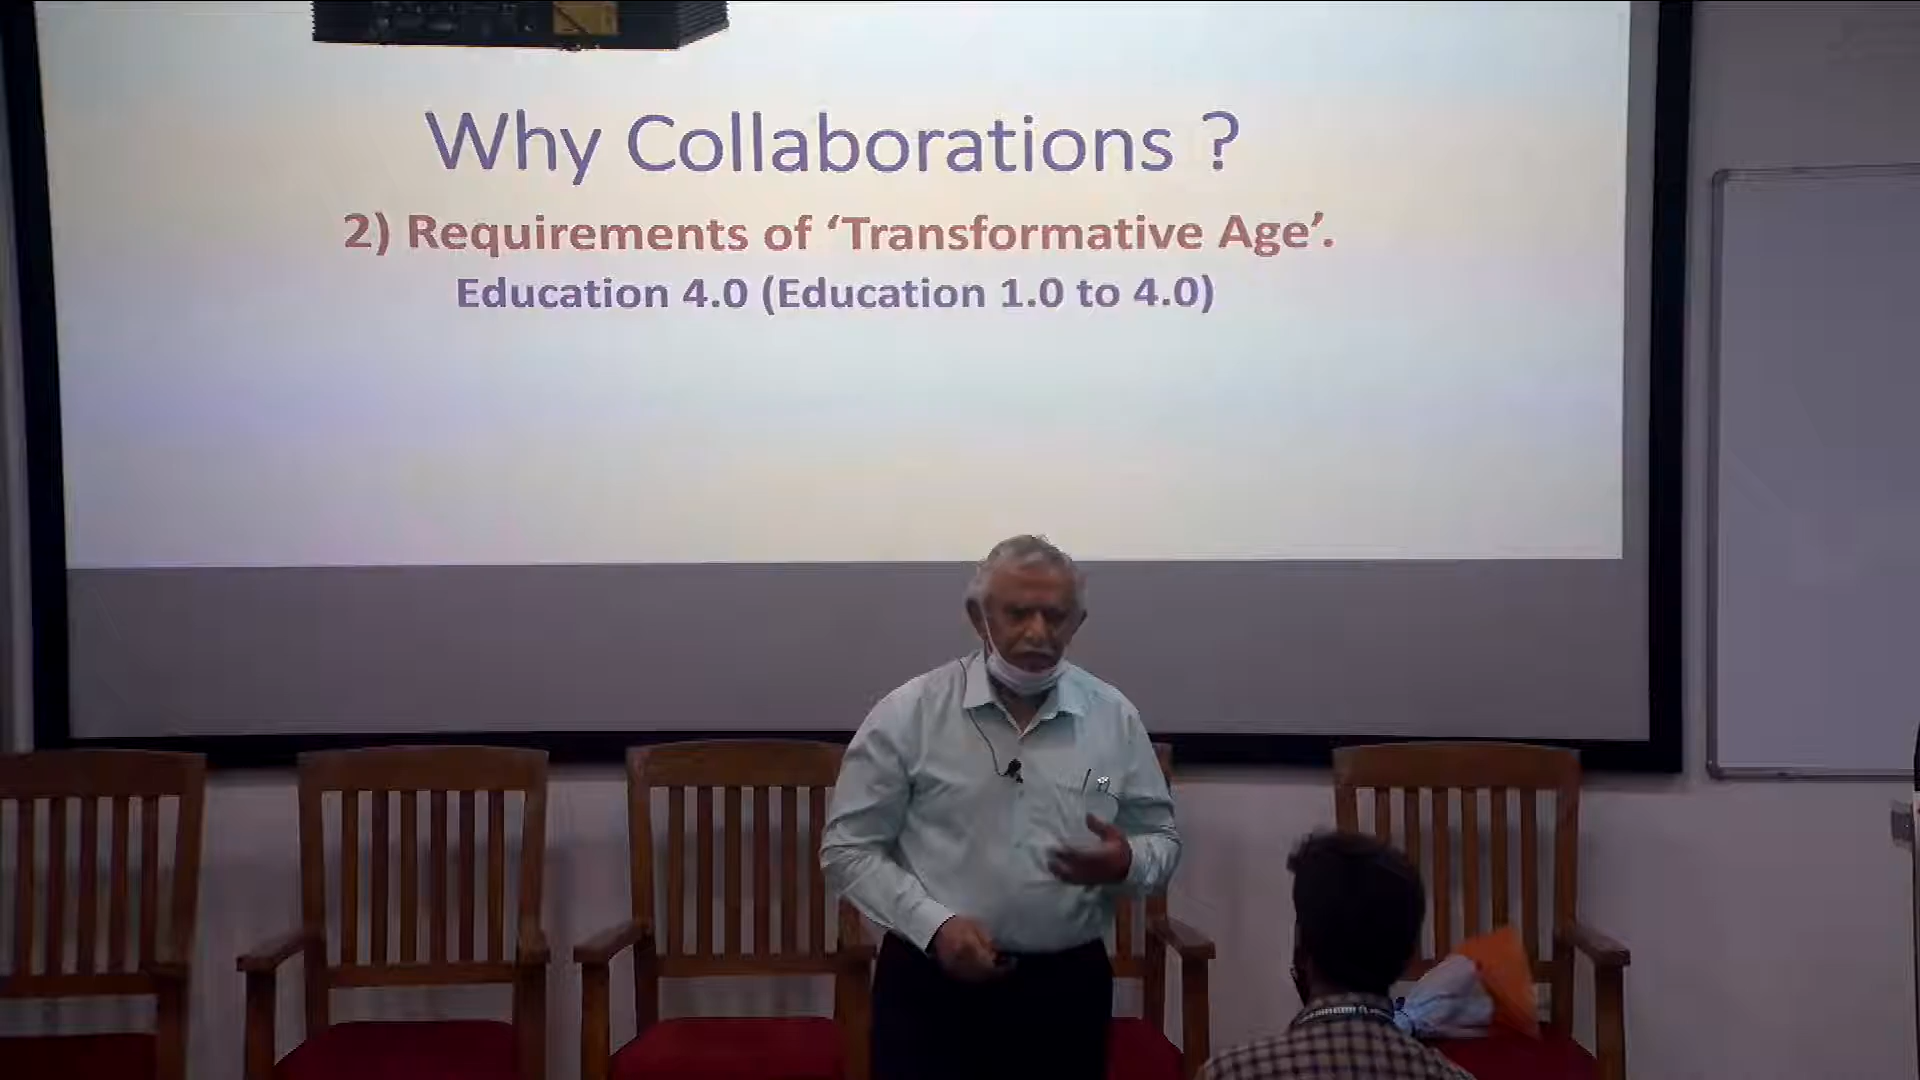 Why Collaborations ?
2) Requirements of ‘Transformative Age’.
Education 4.0 (Education 1.0 to 4.0)